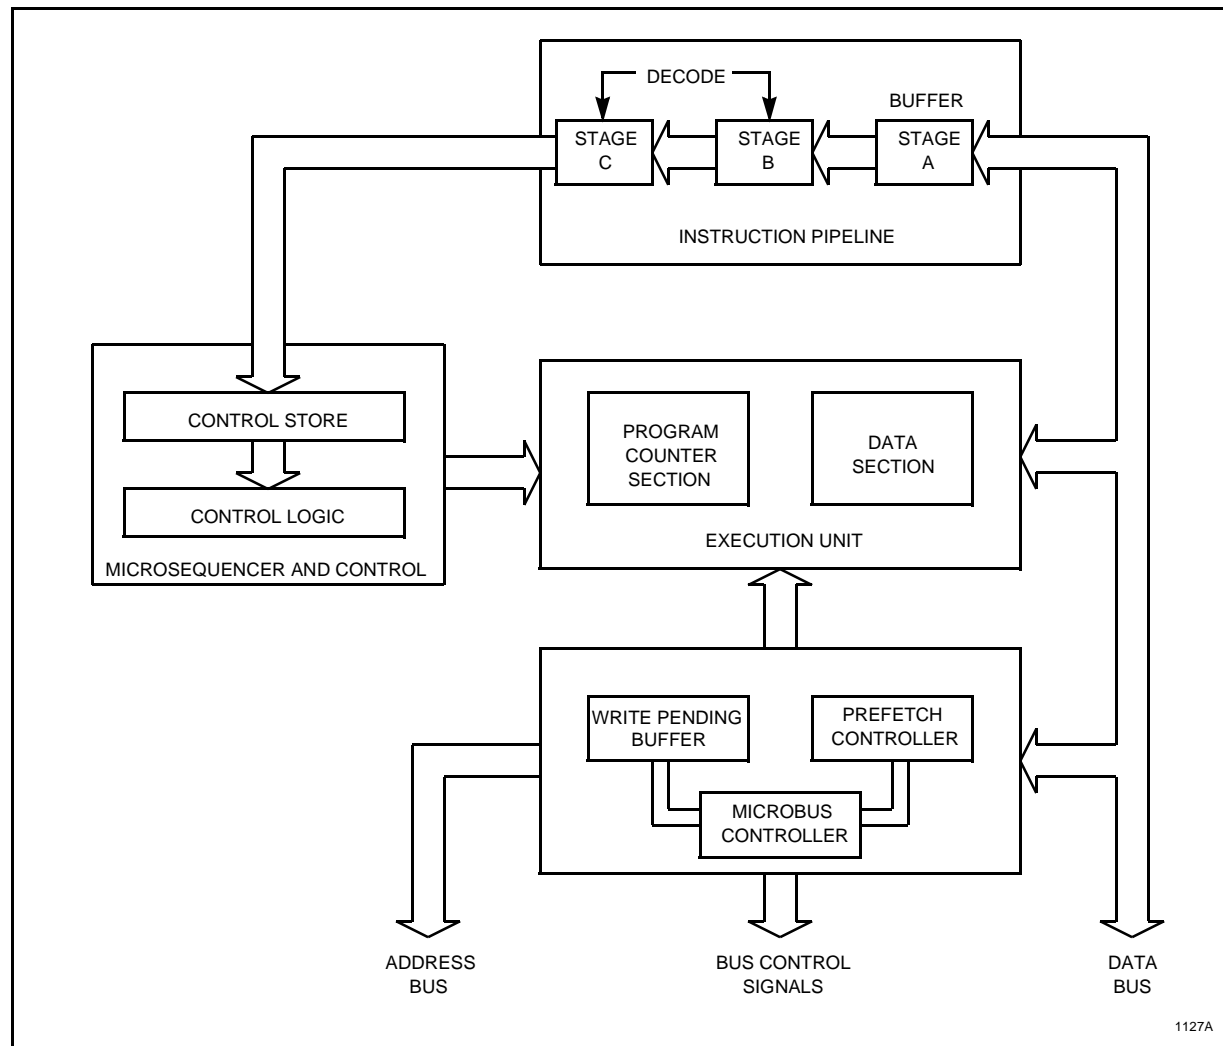 DECODE
BUFFER
STAGE
C
STAGE
B
STAGE
A
INSTRUCTION PIPELINE
CONTROL STORE
CONTROL LOGIC
MICROSEQUENCER AND CONTROL
PROGRAM
COUNTER
SECTION
DATA
SECTION
EXECUTION UNIT
WRITE PENDING
BUFFER
PREFETCH
CONTROLLER
MICROBUS
CONTROLLER
ADDRESS
BUS
BUS CONTROL
SIGNALS
DATA
BUS
1127A